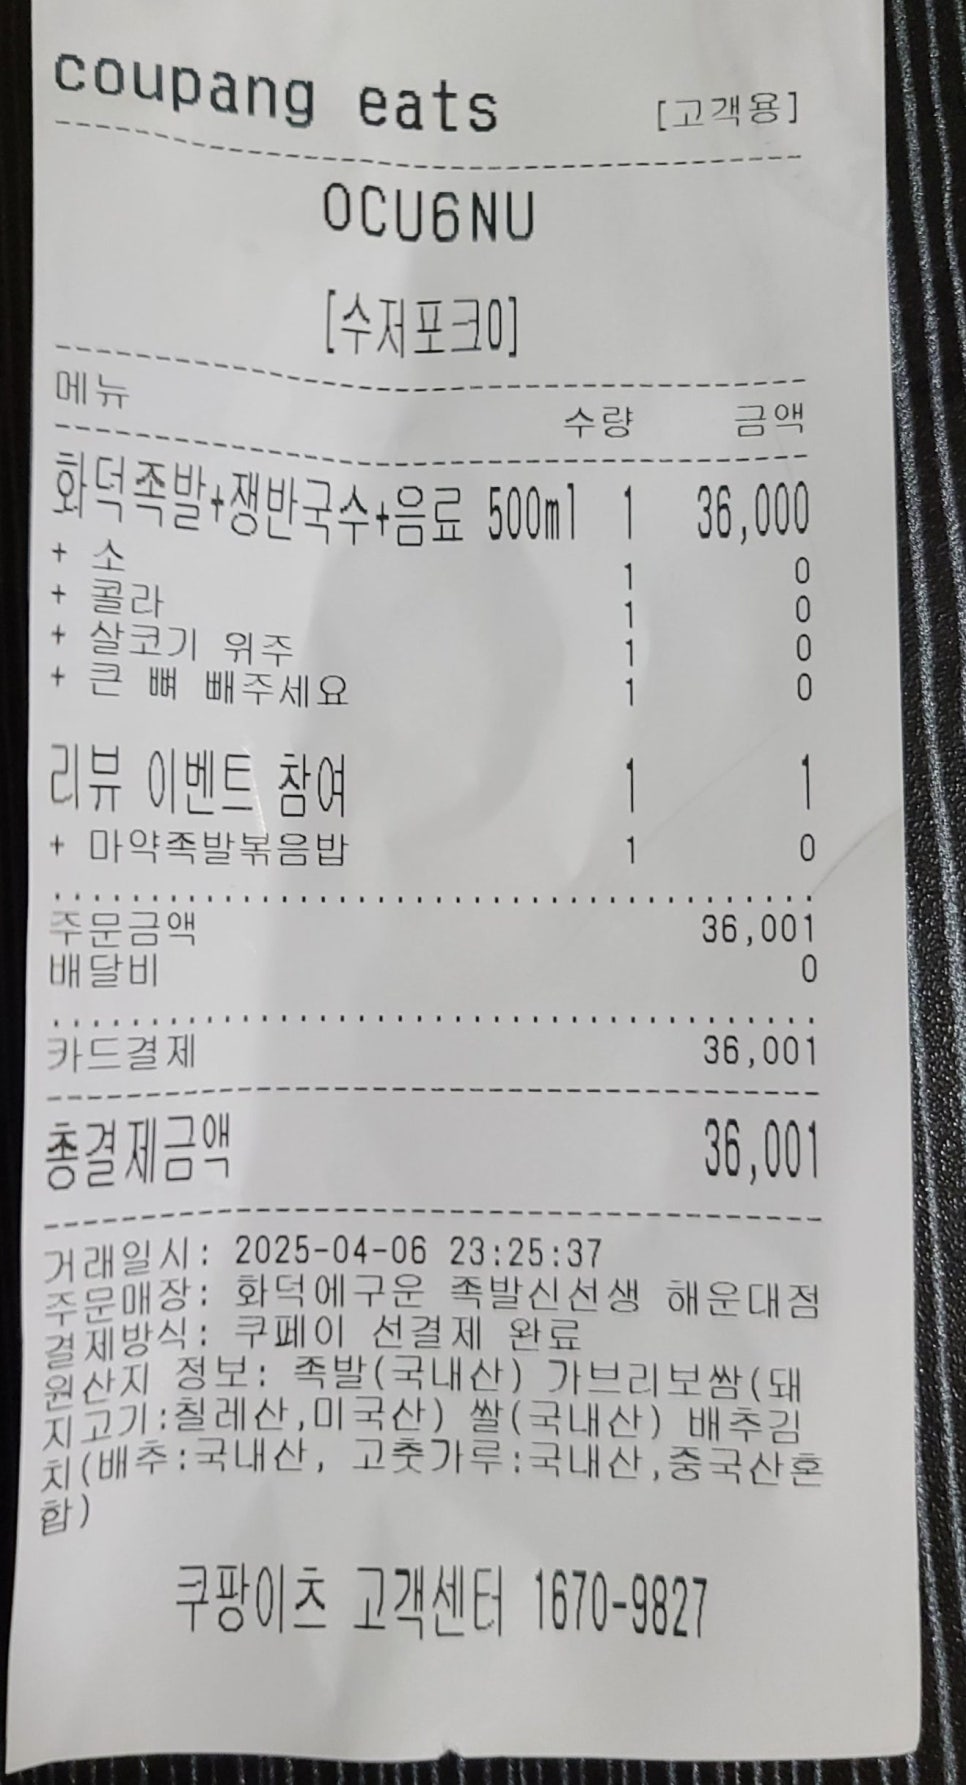 coupang eats [고객용]
0CU6NU
[수저포크0]
메뉴 수량 금액
화덕족발+쟁반국수+음료 500ml 1 36,000
+ 소 1 0
+ 콜라 1 0
+ 살코기 위주 1 0
+ 큰 뼈 빼주세요 1 0
리뷰 이벤트 참여 1 1
+ 마약족발볶음밥 1 0
주문금액 36,001
배달비 0
카드결제 36,001
총결제금액 36,001
거래일시: 2025-04-06 23:25:37
주문매장: 화덕에구운 족발신선생 해운대점
결제방식: 쿠페이 선결제 완료
원산지 정보: 족발(국내산) 가브리보쌈(돼
지고기:칠레산,미국산) 쌀(국내산) 배추김
치(배추:국내산, 고춧가루:국내산,중국산혼
합)
쿠팡이츠 고객센터 1670-9827